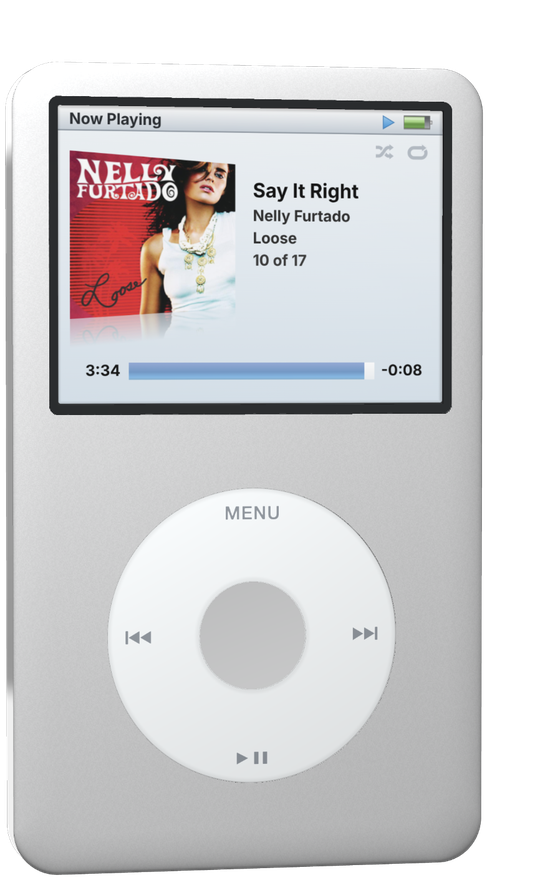 Now Playing
NELLY
FURTADO
Loose
Say It Right
Nelly Furtado
Loose
10 of 17
3:34
-0:08
MENU